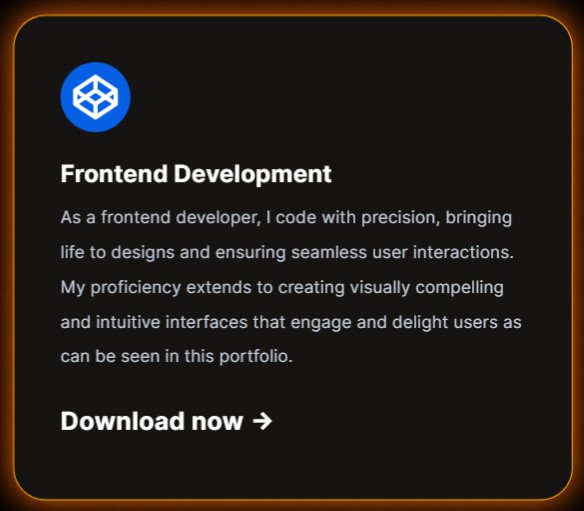 Frontend Development
As a frontend developer, I code with precision, bringing
life to designs and ensuring seamless user interactions.
My proficiency extends to creating visually compelling
and intuitive interfaces that engage and delight users as
can be seen in this portfolio.
Download now →